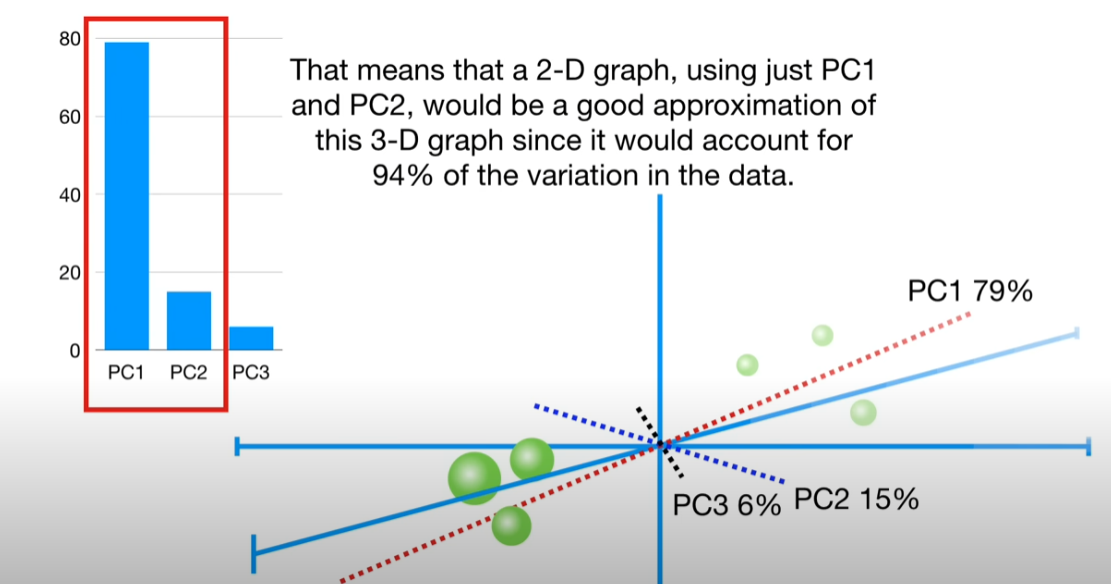 80
60
40
20
0
PC1 PC2 PC3
That means that a 2-D graph, using just PC1
and PC2, would be a good approximation of
this 3-D graph since it would account for
94% of the variation in the data.
PC1 79%
PC3 6% PC2 15%